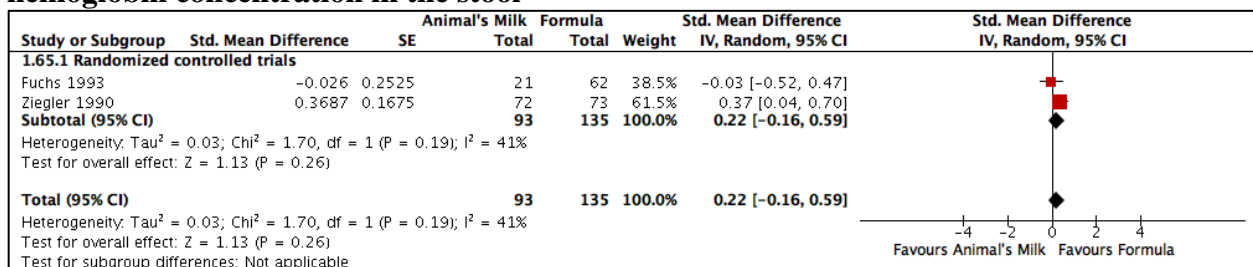 hemoglobin concentration in the stool
Animal's Milk Formula Std. Mean Difference Std. Mean Difference
Study or Subgroup Std. Mean Difference SE Total Total Weight IV, Random, 95% CI IV, Random, 95% CI
1.65.1 Randomized controlled trials
Fuchs 1993 -0.026 0.2525 21 62 38.5% -0.03 [-0.52, 0.47]
Ziegler 1990 0.3687 0.1675 72 73 61.5% 0.37 [0.04, 0.70]
Subtotal (95% CI) 93 135 100.0% 0.22 [-0.16, 0.59]
Heterogeneity: Tau² = 0.03; Chi² = 1.70, df = 1 (P = 0.19); I² = 41%
Test for overall effect: Z = 1.13 (P = 0.26)
Total (95% CI) 93 135 100.0% 0.22 [-0.16, 0.59]
Heterogeneity: Tau² = 0.03; Chi² = 1.70, df = 1 (P = 0.19); I² = 41%
Test for overall effect: Z = 1.13 (P = 0.26)
Test for subgroup differences: Not applicable
-4 -2 0 2 4
Favours Animal's Milk Favours Formula